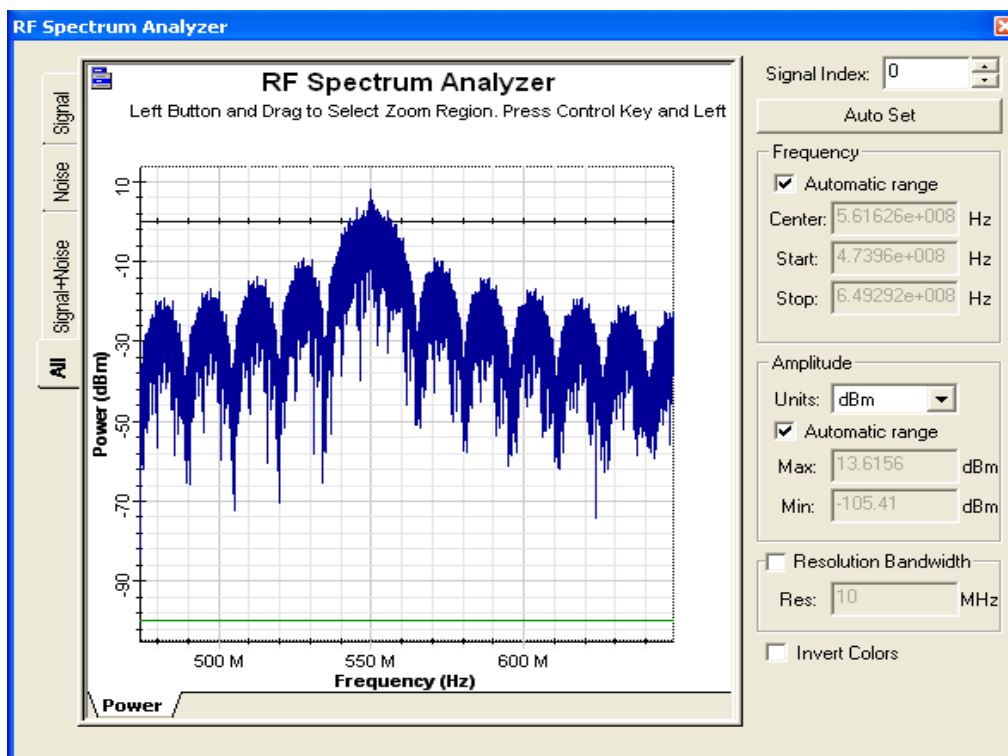 RF Spectrum Analyzer
Signal
Noise
Signal+Noise
All
RF Spectrum Analyzer
Left Button and Drag to Select Zoom Region. Press Control Key and Left
Power (dBm)
10
-10
-30
-50
-70
-90
500 M
550 M
600 M
Frequency (Hz)
Power
Signal Index: 0
Auto Set
Frequency
Automatic range
Center: 5.61626e+008 Hz
Start: 4.7396e+008 Hz
Stop: 6.49292e+008 Hz
Amplitude
Units: dBm
Automatic range
Max: 13.6156 dBm
Min: -105.41 dBm
Resolution Bandwidth
Res: 10 MHz
Invert Colors